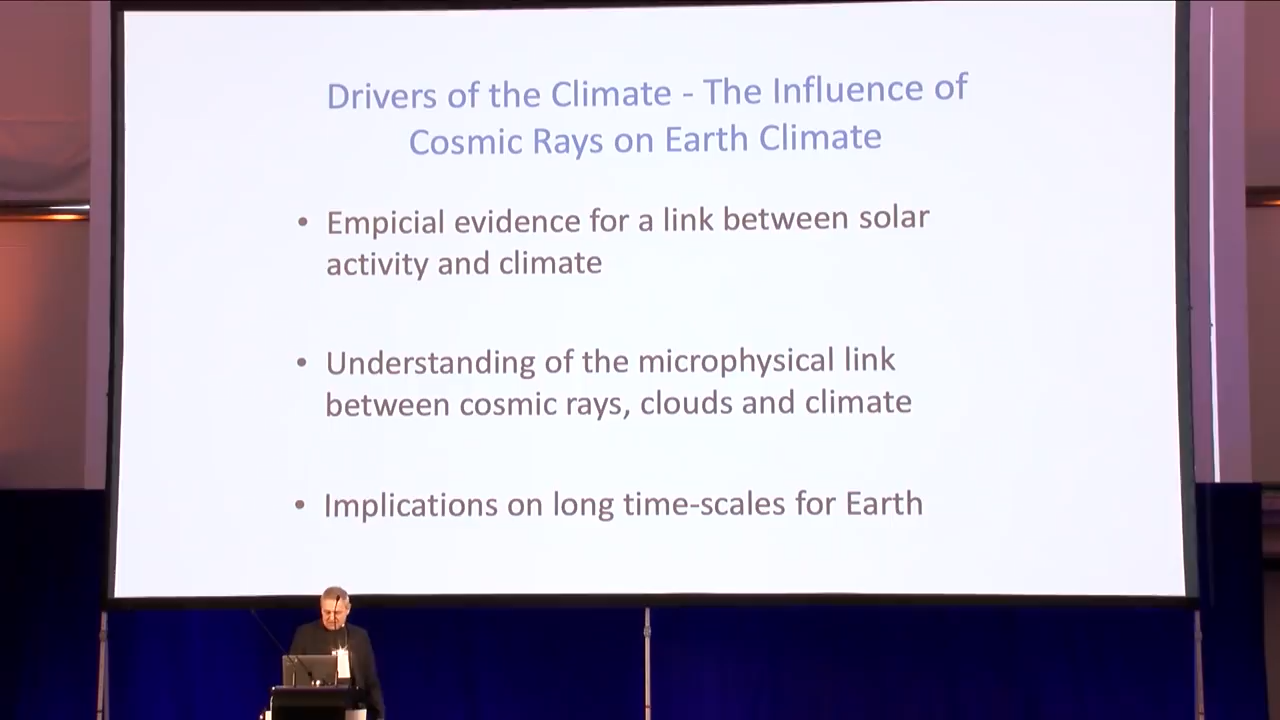 Drivers of the Climate - The Influence of
Cosmic Rays on Earth Climate
• Empicial evidence for a link between solar
activity and climate
• Understanding of the microphysical link
between cosmic rays, clouds and climate
• Implications on long time-scales for Earth